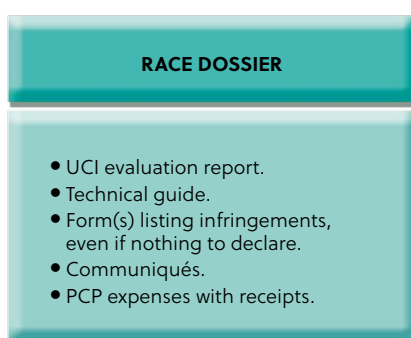 RACE DOSSIER
• UCI evaluation report.
• Technical guide.
• Form(s) listing infringements,
even if nothing to declare.
• Communiqués.
• PCP expenses with receipts.